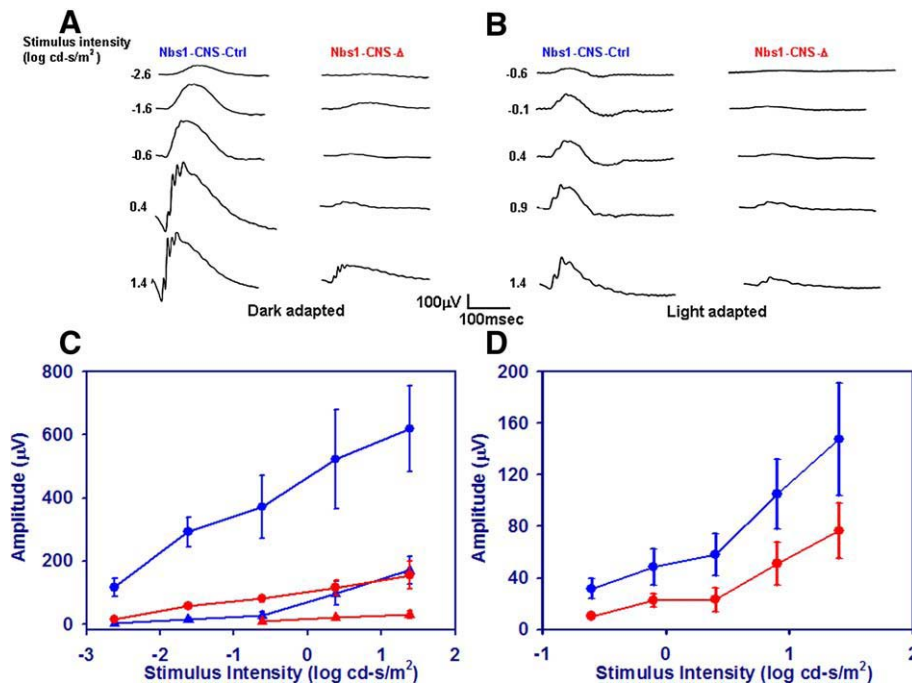 A
B
Stimulus intensity
(log cd-s/m²)
Nbs1-CNS-Ctrl
Nbs1-CNS-Δ
Nbs1-CNS-Ctrl
Nbs1-CNS-Δ
-2.6
-1.6
-0.6
0.4
1.4
-0.6
-0.1
0.4
0.9
1.4
Dark adapted
100μV
100msec
Light adapted
C
D
800
600
400
200
0
Amplitude (μV)
-3 -2 -1 0 1 2
Stimulus Intensity (log cd-s/m²)
200
160
120
80
40
0
Amplitude (μV)
-1 0 1 2
Stimulus Intensity (log cd-s/m²)